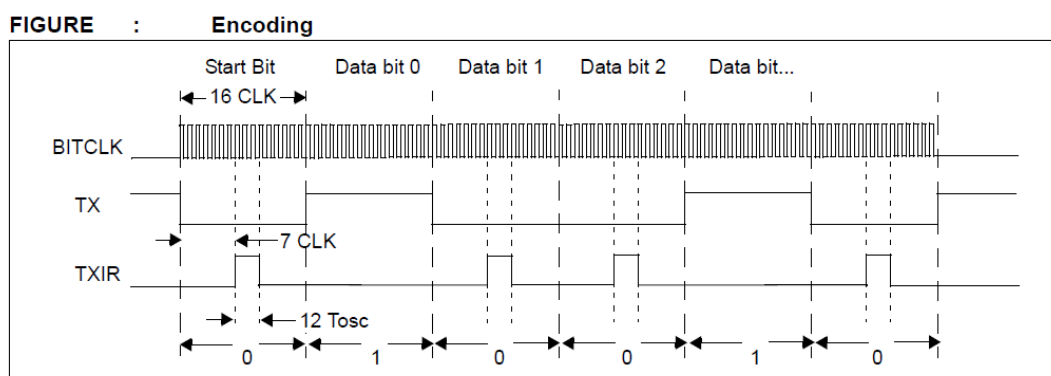 FIGURE : Encoding
Start Bit Data bit 0 Data bit 1 Data bit 2 Data bit...
16 CLK
BITCLK
TX
7 CLK
TXIR
12 Tosc
0 1 0 0 1 0